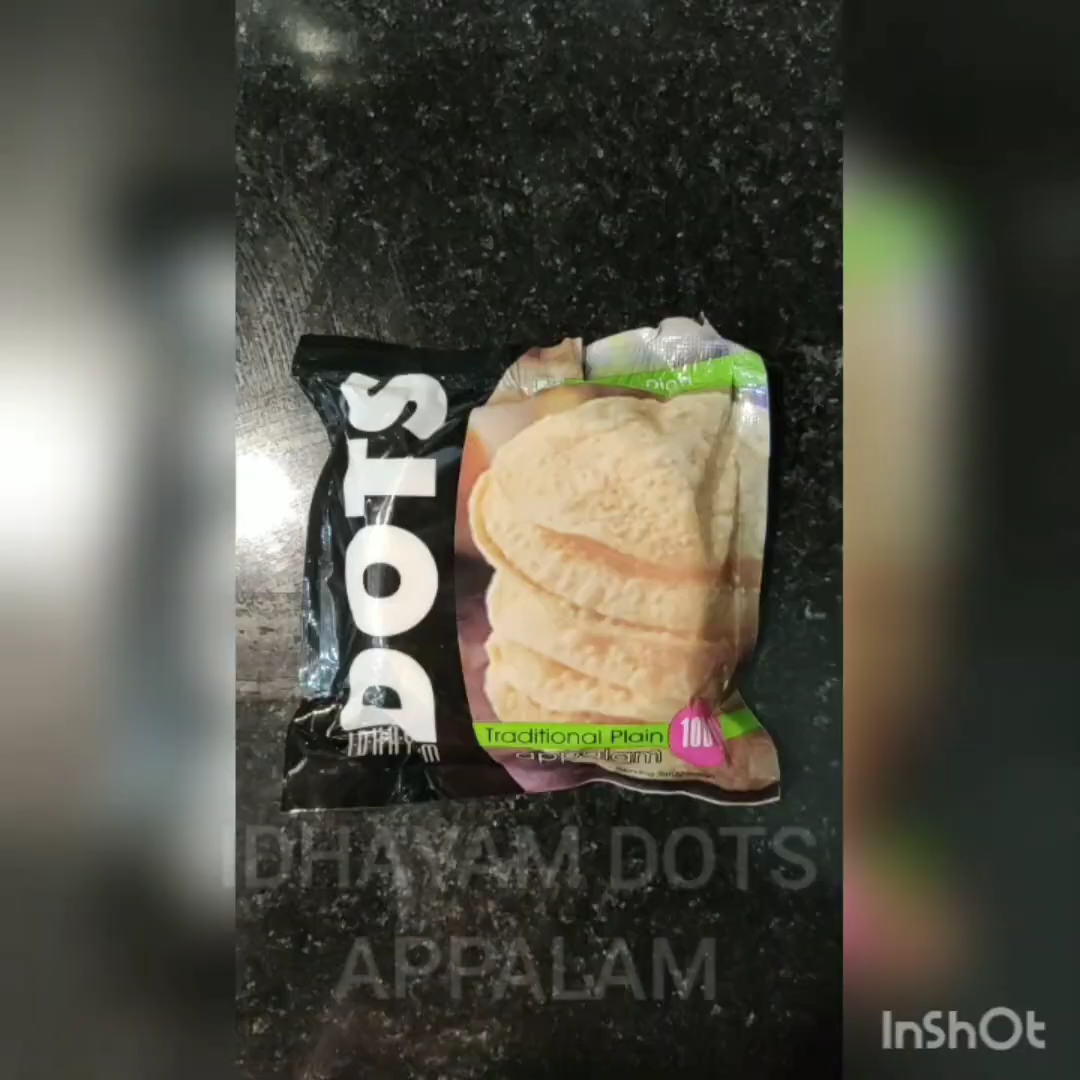 DOTS
Traditional Plain
appalam
100
IDHAYAM DOTS
APPALAM
InShOt